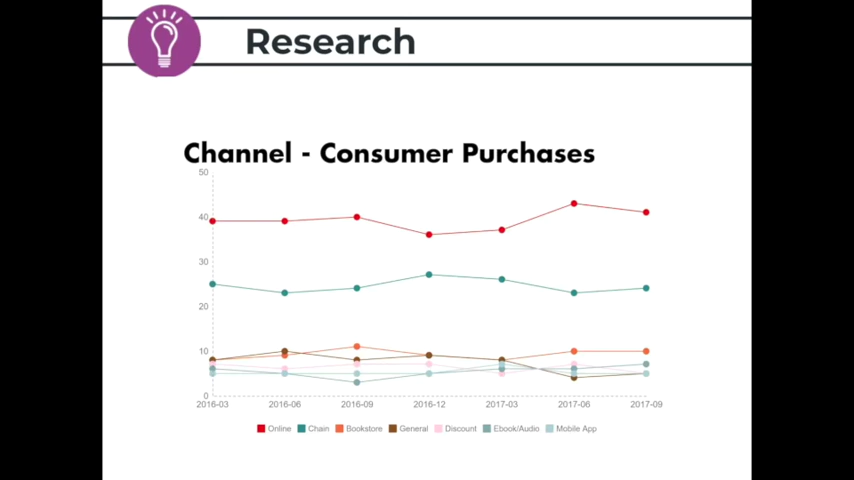 Research
Channel - Consumer Purchases
50
40
30
20
10
0
2016-03 2016-06 2016-09 2016-12 2017-03 2017-06 2017-09
Online Chain Bookstore General Discount Ebook/Audio Mobile App